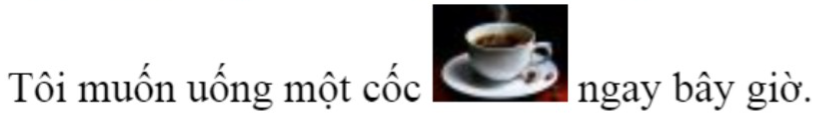 Tôi muốn uống một cốc ngay bây giờ.